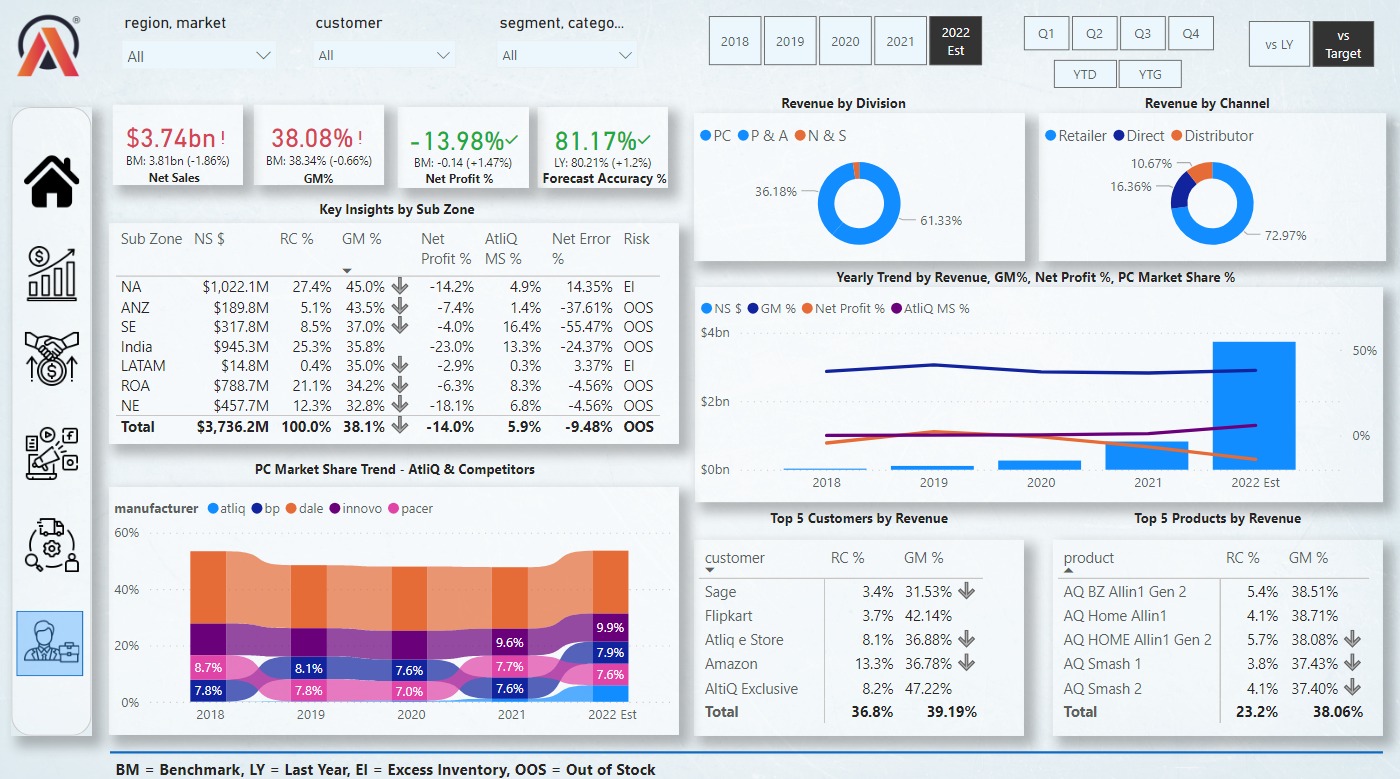 ®
region, market
customer
segment, catego...
All
All
All
2018
2019
2020
2021
2022
Est
Q1
Q2
Q3
Q4
YTD
YTG
vs LY
vs
Target
$3.74bn !
BM: 3.81bn (-1.86%)
Net Sales
38.08% !
BM: 38.34% (-0.66%)
GM%
-13.98%✓
BM: -0.14 (+1.47%)
Net Profit %
81.17%✓
LY: 80.21% (+1.2%)
Forecast Accuracy %
Revenue by Division
PC P & A N & S
36.18%
61.33%
Revenue by Channel
Retailer Direct Distributor
10.67%
16.36%
72.97%
Key Insights by Sub Zone
Sub Zone NS $ RC % GM % Net AtliQ Net Error Risk
Profit % MS % %
NA $1,022.1M 27.4% 45.0% -14.2% 4.9% 14.35% EI
ANZ $189.8M 5.1% 43.5% -7.4% 1.4% -37.61% OOS
SE $317.8M 8.5% 37.0% -4.0% 16.4% -55.47% OOS
India $945.3M 25.3% 35.8% -23.0% 13.3% -24.37% OOS
LATAM $14.8M 0.4% 35.0% -2.9% 0.3% 3.37% EI
ROA $788.7M 21.1% 34.2% -6.3% 8.3% -4.56% OOS
NE $457.7M 12.3% 32.8% -18.1% 6.8% -4.56% OOS
Total $3,736.2M 100.0% 38.1% -14.0% 5.9% -9.48% OOS
Yearly Trend by Revenue, GM%, Net Profit %, PC Market Share %
NS $ GM % Net Profit % AtliQ MS %
$4bn
50%
$2bn
0%
$0bn
2018 2019 2020 2021 2022 Est
PC Market Share Trend - AtliQ & Competitors
manufacturer atliq bp dale innovo pacer
60%
40%
20%
0%
8.7%
7.8%
8.1%
7.8%
7.6%
7.0%
9.6%
7.7%
7.6%
9.9%
7.9%
7.6%
2018 2019 2020 2021 2022 Est
Top 5 Customers by Revenue
customer RC % GM %
Sage 3.4% 31.53%
Flipkart 3.7% 42.14%
Atliq e Store 8.1% 36.88%
Amazon 13.3% 36.78%
AltiQ Exclusive 8.2% 47.22%
Total 36.8% 39.19%
Top 5 Products by Revenue
product RC % GM %
AQ BZ Allin1 Gen 2 5.4% 38.51%
AQ Home Allin1 4.1% 38.71%
AQ HOME Allin1 Gen 2 5.7% 38.08%
AQ Smash 1 3.8% 37.43%
AQ Smash 2 4.1% 37.40%
Total 23.2% 38.06%
BM = Benchmark, LY = Last Year, EI = Excess Inventory, OOS = Out of Stock